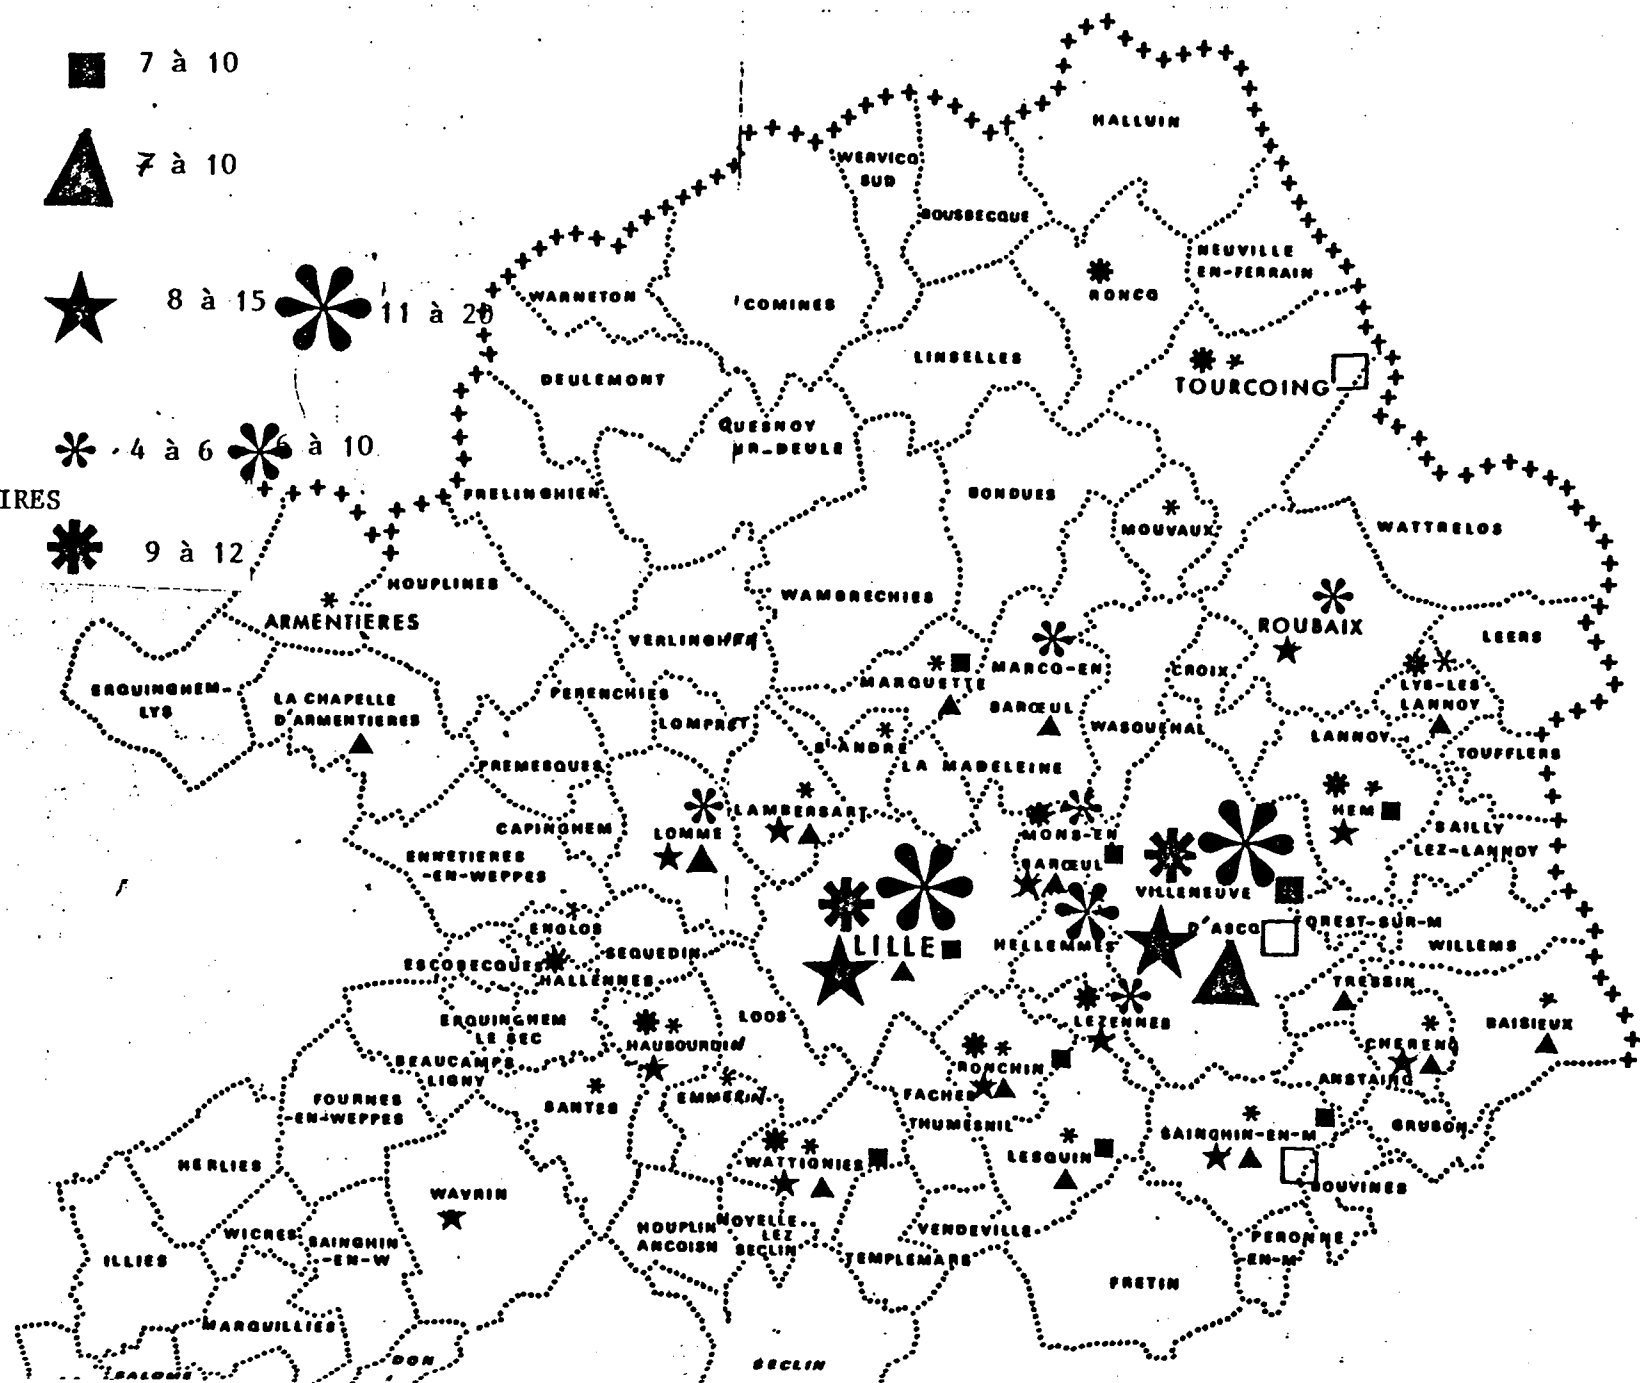 7 à 10
7 à 10
8 à 15
11 à 20
4 à 6
6 à 10
IRES
9 à 12
HALLUIN
WERVICQ
SUD
BOUSBECQUE
NEUVILLE
EN-FERRAIN
RONCQ
WARNETON
COMINES
LINSELLES
DEULEMONT
TOURCOING
QUESNOY
UR-DEULE
FRELINGHIEN
BONDUES
MOUVAUX
WATTRELOS
HOUPLINES
WAMBRECHIES
ARMENTIERES
VERLINGHEM
ROUBAIX
LEERS
MARCQ-EN
BARŒUL
CROIX
MARQUETTE
LYS-LES
LANNOY
ERQUINGHEM-
LYS
LA CHAPELLE
D'ARMENTIERES
PERENCHIES
LOMPRET
WASQUEHAL
LANNOY
S ANDRE
TOUFFLERS
PREMESQUES
LA MADELEINE
LAMBERSART
HEM
CAPINGHEM
LOMME
MONS-EN
BARŒUL
SAILLY
LEZ-LANNOY
ENNETIERES
-EN-WEPPES
VILLENEUVE
D'ASCQ
FOREST-SUR-M
ENGLOS
LILLE
HELLEMMES
WILLEMS
SEQUEDIN
ESCOBECQUES
HALLENNES
TRESSIN
ERQUINGHEM
LE SEC
LOOS
LEZENNES
BAISIEUX
HAUBOURDIN
CHERENG
BEAUCAMPS
LIGNY
RONCHIN
ANSTAING
FOURNES
-EN-WEPPES
SANTES
EMMERIN
FACHES
THUMESNIL
GRUSON
SAINGHIN-EN-M
HERLIES
WATTIGNIES
LESQUIN
BOUVINES
WAVRIN
HOUPLIN
ANCOISN
NOYELLE
LEZ
SECLIN
VENDEVILLE
WICRES
SAINGHIN
-EN-W
PERONNE
-EN-M
ILLIES
TEMPLEMARS
FRETIN
MARQUILLIES
DON
SECLIN
SALOME